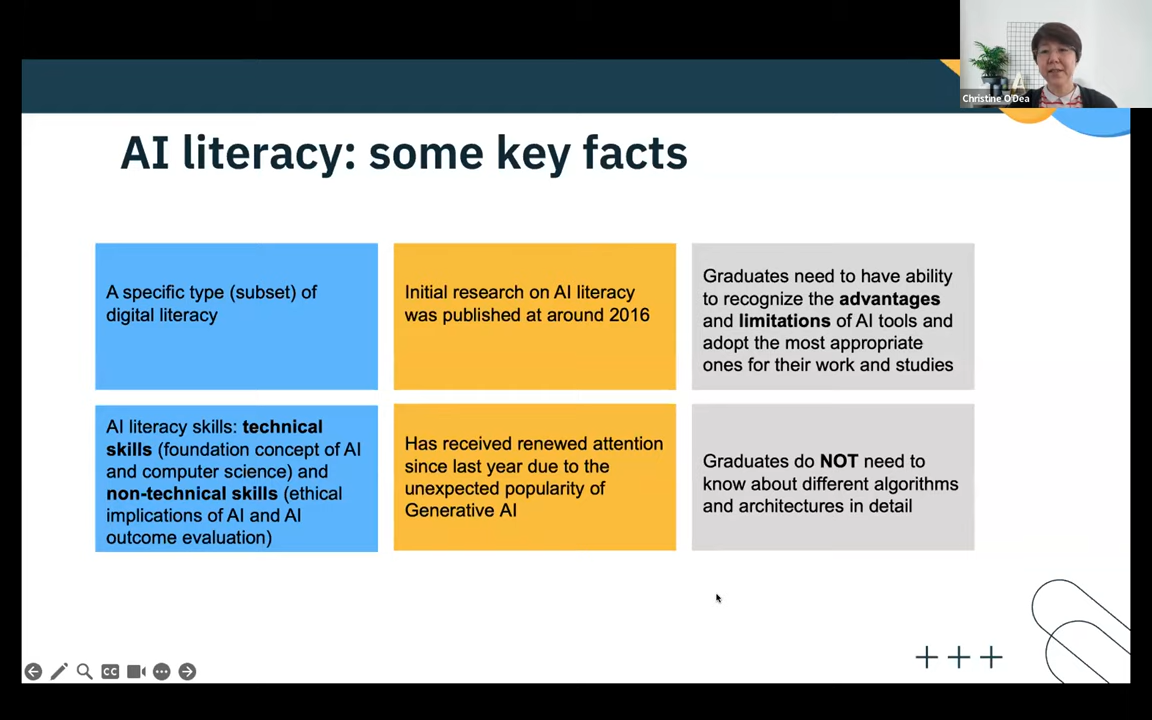 Christine O'Dea
AI literacy: some key facts
A specific type (subset) of
digital literacy
Initial research on AI literacy
was published at around 2016
Graduates need to have ability
to recognize the advantages
and limitations of AI tools and
adopt the most appropriate
ones for their work and studies
AI literacy skills: technical
skills (foundation concept of AI
and computer science) and
non-technical skills (ethical
implications of AI and AI
outcome evaluation)
Has received renewed attention
since last year due to the
unexpected popularity of
Generative AI
Graduates do NOT need to
know about different algorithms
and architectures in detail
CC